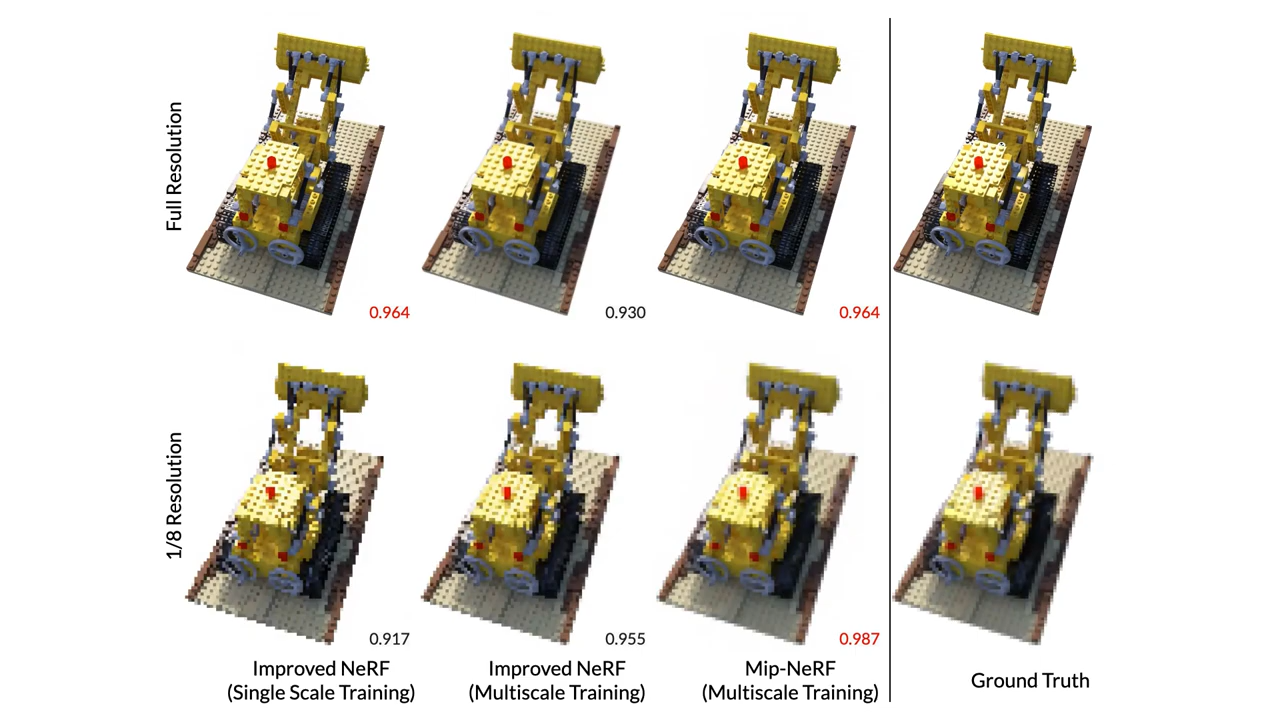 Full Resolution
0.964
0.930
0.964
1/8 Resolution
0.917
0.955
0.987
Improved NeRF
(Single Scale Training)
Improved NeRF
(Multiscale Training)
Mip-NeRF
(Multiscale Training)
Ground Truth